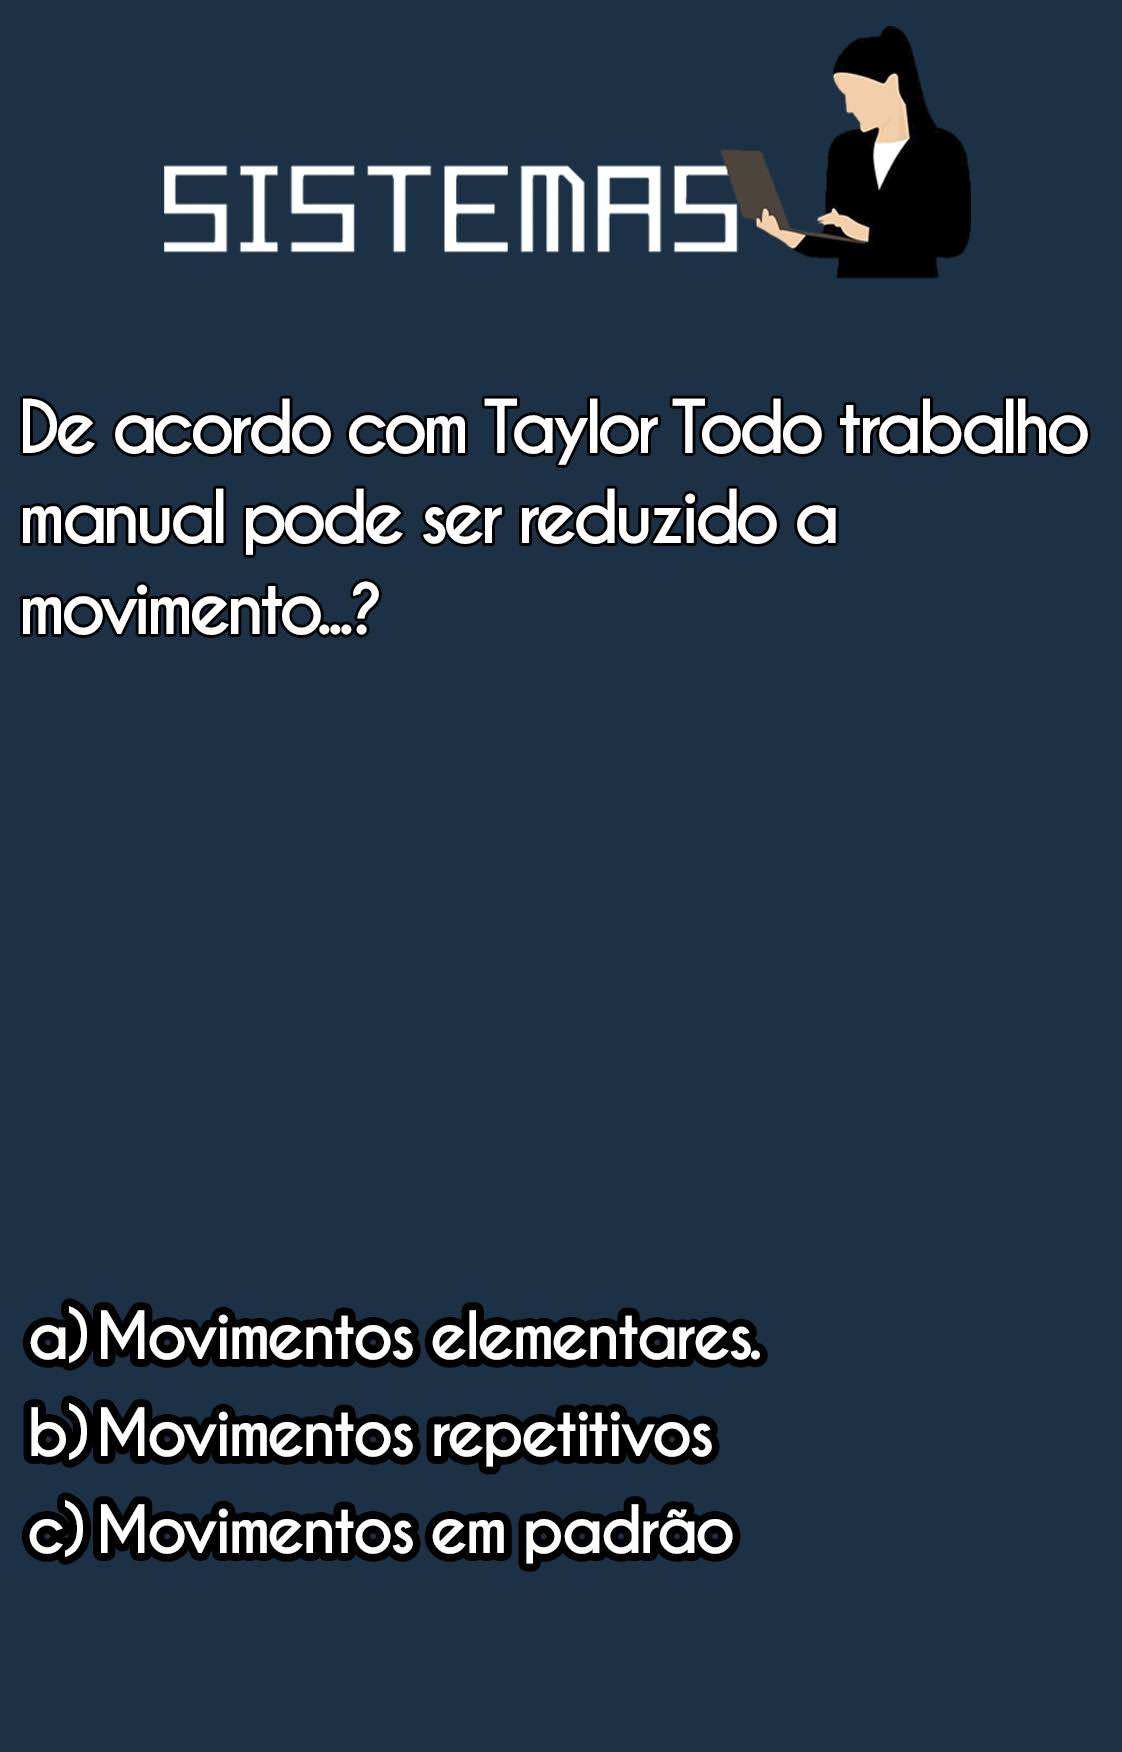 SISTEMAS
De acordo com Taylor Todo trabalho
manual pode ser reduzido a
movimento...?
a) Movimentos elementares.
b) Movimentos repetitivos
c) Movimentos em padrão